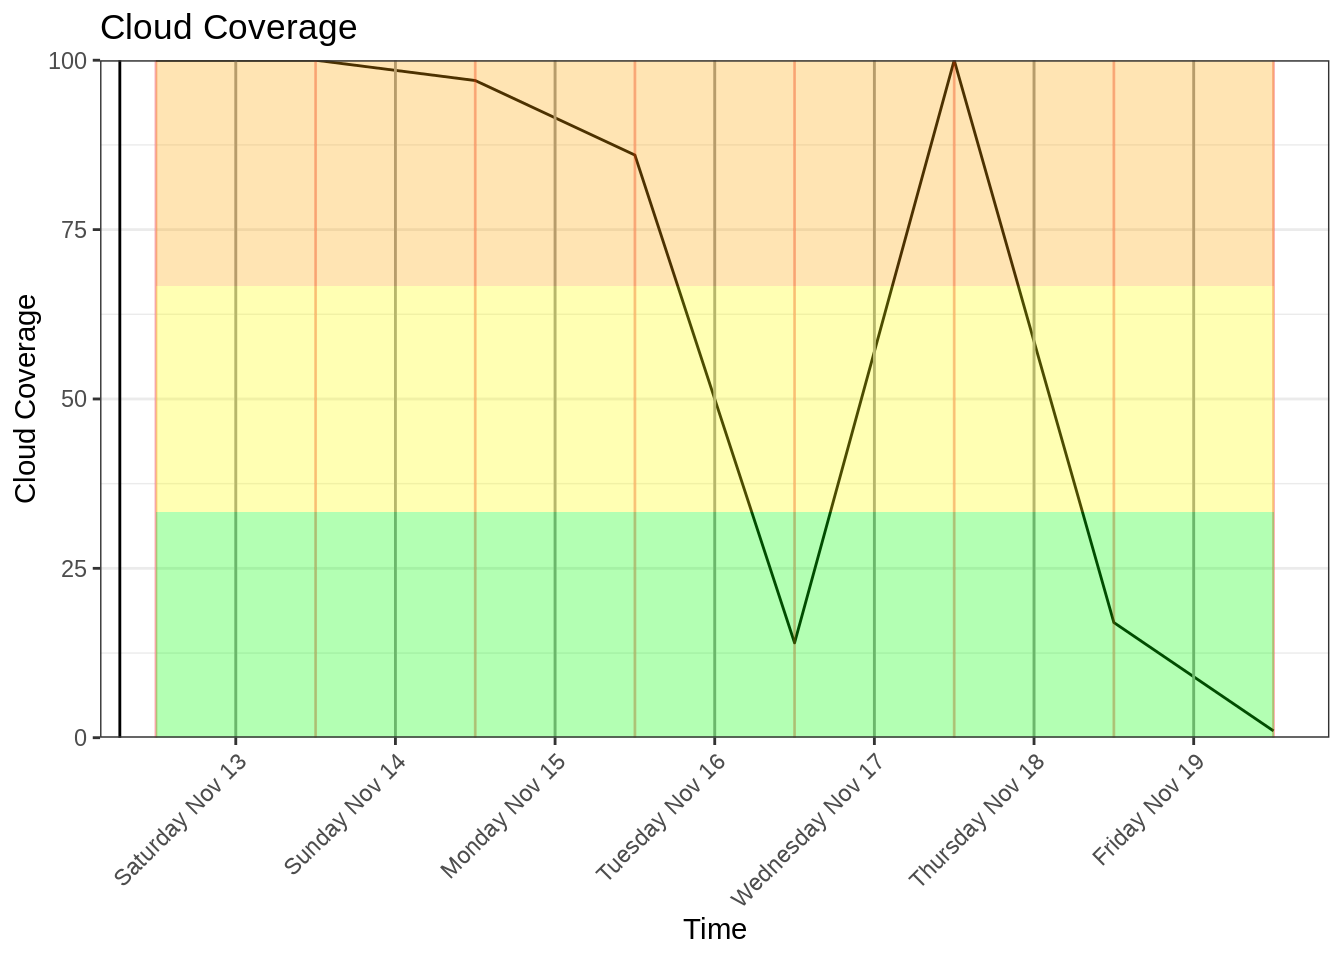 Cloud Coverage
100
75
50
25
0
Cloud Coverage
Saturday Nov 13
Sunday Nov 14
Monday Nov 15
Tuesday Nov 16
Wednesday Nov 17
Thursday Nov 18
Friday Nov 19
Time